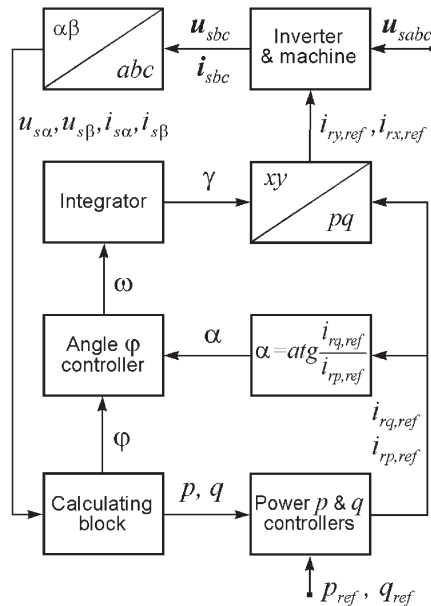 αβ
abc
u_sbc
i_sbc
Inverter
& machine
u_sabc
u_sα, u_sβ, i_sα, i_sβ
i_ry,ref , i_rx,ref
Integrator
γ
xy
pq
ω
Angle φ
controller
α
α=atg i_rq,ref / i_rp,ref
φ
i_rq,ref
i_rp,ref
Calculating
block
p, q
Power p & q
controllers
p_ref , q_ref